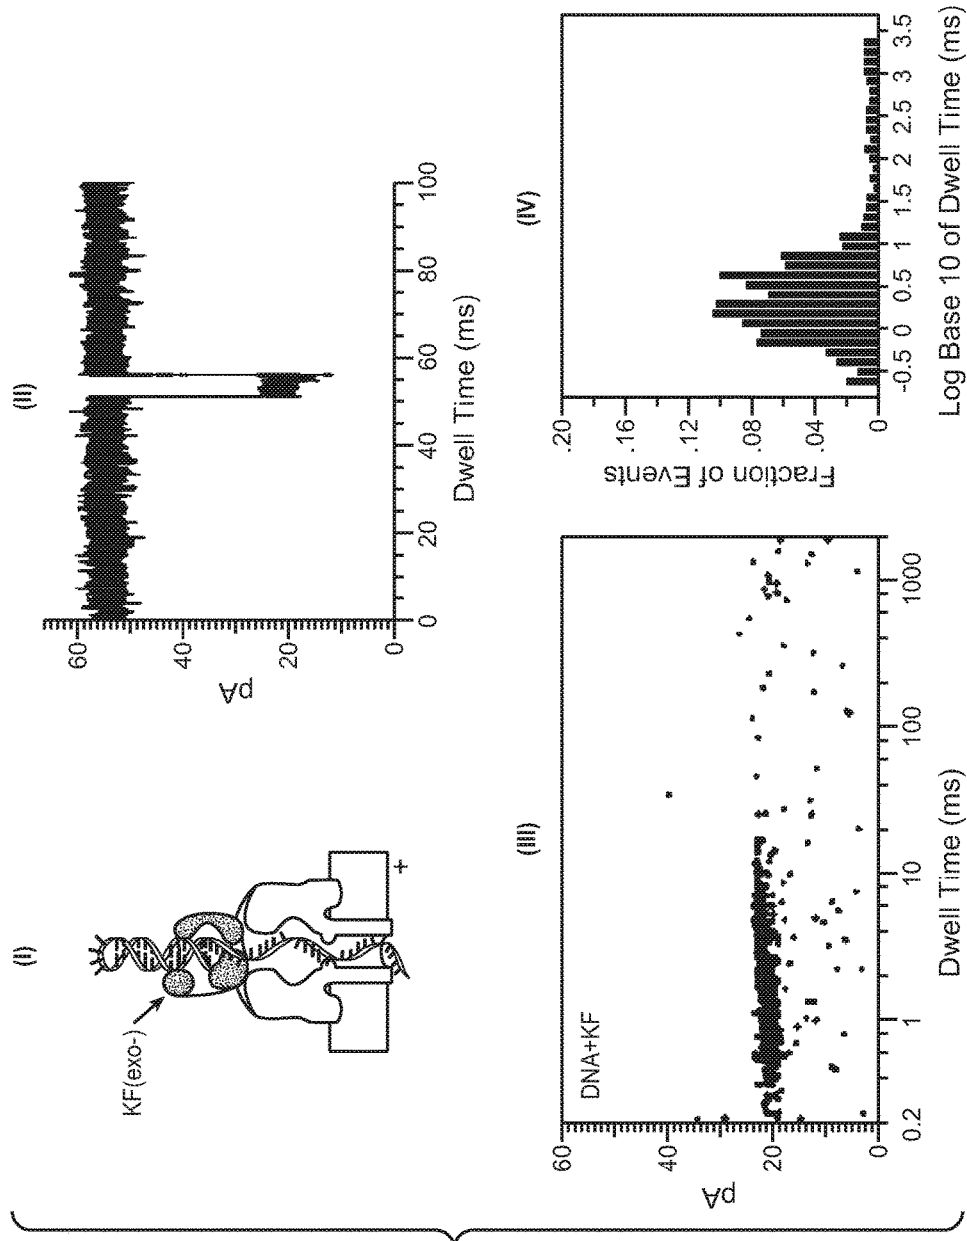 (I)
KF(exo-)
+
(II)
pA
60
40
20
0
0 20 40 60 80 100
Dwell Time (ms)
(III)
DNA+KF
pA
60
40
20
0
0.2 1 10 100 1000
Dwell Time (ms)
(IV)
Fraction of Events
.20
.16
.12
.08
.04
0
-0.5 0 0.5 1 1.5 2 2.5 3 3.5
Log Base 10 of Dwell Time (ms)